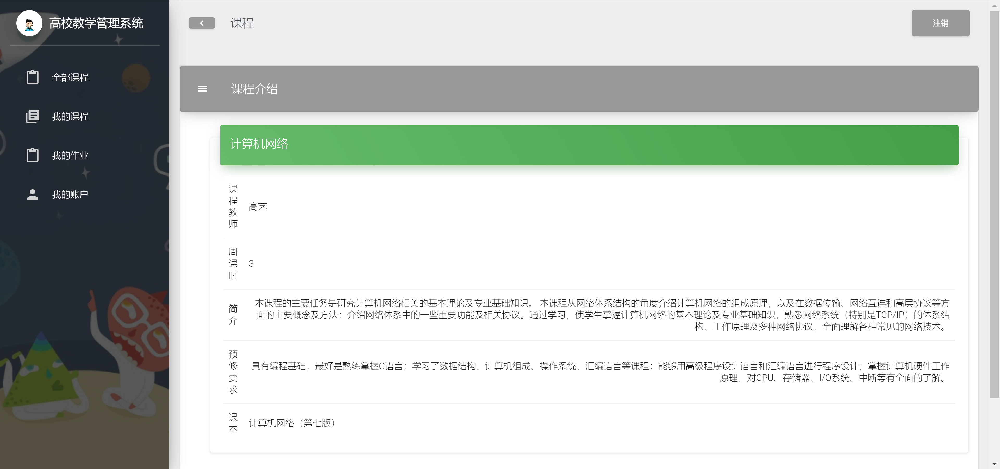 高校教学管理系统
全部课程
我的课程
我的作业
我的账户
课程
注销
课程介绍
计算机网络
课程教师
高艺
周课时
3
简介
本课程的主要任务是研究计算机网络相关的基本理论及专业基础知识。 本课程从网络体系结构的角度介绍计算机网络的组成原理，以及在数据传输、网络互连和高层协议等方
面的主要概念及方法；介绍网络体系中的一些重要功能及相关协议。通过学习，使学生掌握计算机网络的基本理论及专业基础知识，熟悉网络系统（特别是TCP/IP）的体系结
构、工作原理及多种网络协议，全面理解各种常见的网络技术。
预修要求
具有编程基础，最好是熟练掌握C语言；学习了数据结构、计算机组成、操作系统、汇编语言等课程；能够用高级程序设计语言和汇编语言进行程序设计；掌握计算机硬件工作
原理，对CPU、存储器、I/O系统、中断等有全面的了解。
课本
计算机网络（第七版）